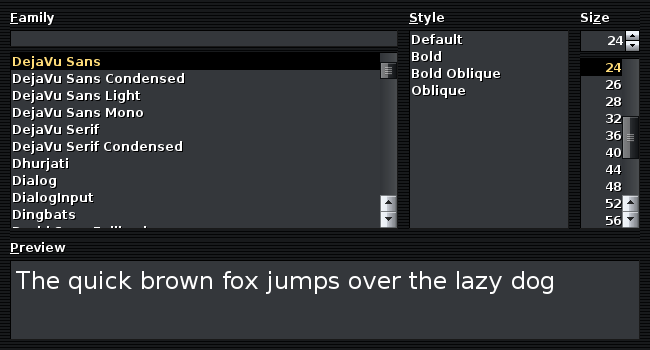 Family
DejaVu Sans
DejaVu Sans Condensed
DejaVu Sans Light
DejaVu Sans Mono
DejaVu Serif
DejaVu Serif Condensed
Dhurjati
Dialog
DialogInput
Dingbats
Style
Default
Bold
Bold Oblique
Oblique
Size
24
24
26
28
32
36
40
44
48
52
56
Preview
The quick brown fox jumps over the lazy dog